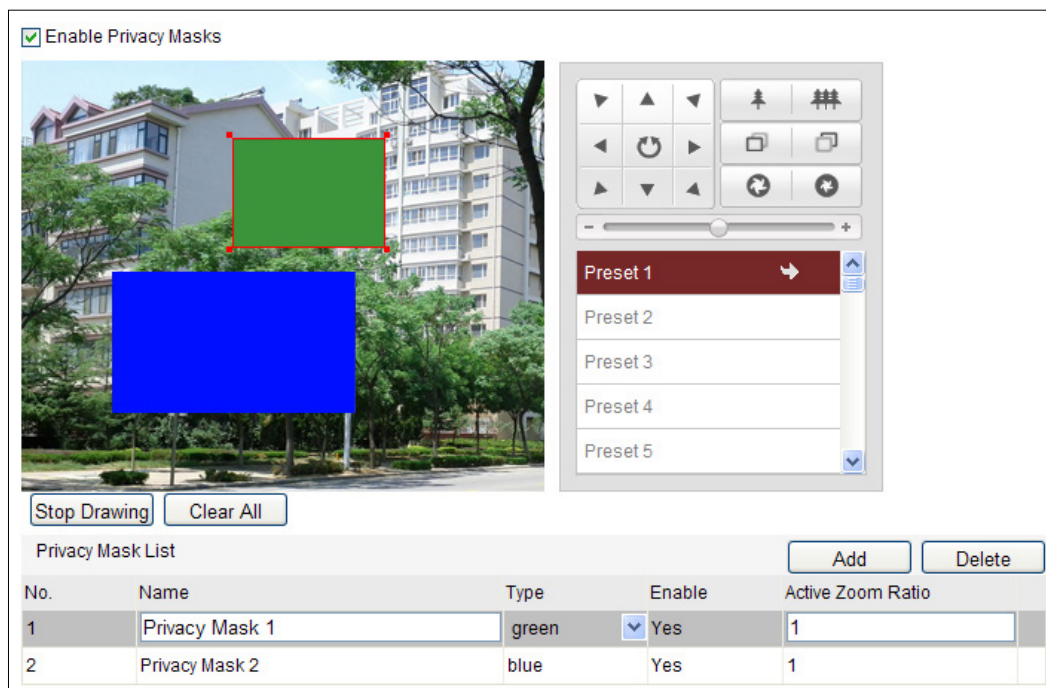 Enable Privacy Masks
Preset 1
Preset 2
Preset 3
Preset 4
Preset 5
Stop Drawing Clear All
Privacy Mask List Add Delete
No. Name Type Enable Active Zoom Ratio
1 Privacy Mask 1 green Yes 1
2 Privacy Mask 2 blue Yes 1